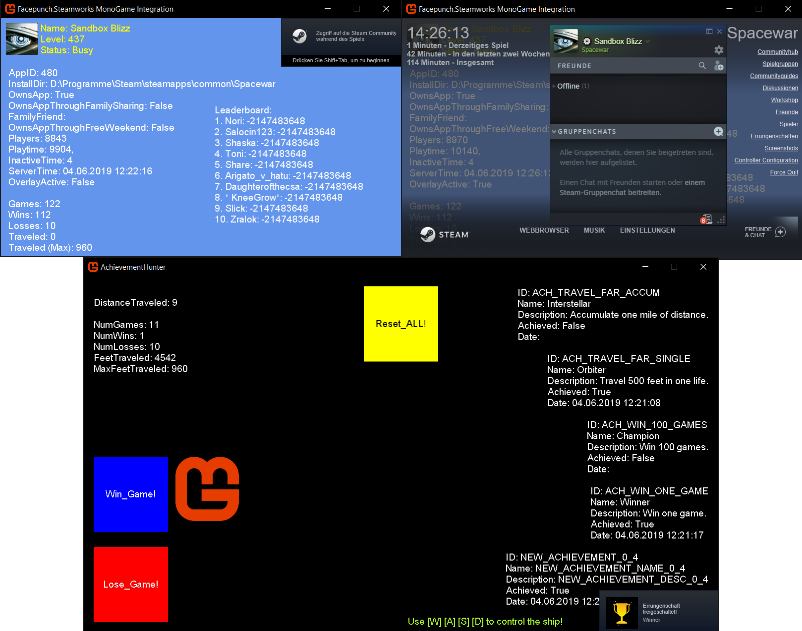 Facepunch.Steamworks MonoGame Integration
Name: Sandbox Blizz
Level: 437
Status: Busy
Zugriff auf die Steam Community
während des Spiels
Drücken Sie Shift+Tab, um zu beginnen
AppID: 480
InstallDir: D:\Programme\Steam\steamapps\common\Spacewar
OwnsApp: True
OwnsAppThroughFamilySharing: False
FamilyFriend:
OwnsAppThroughFreeWeekend: False
Players: 8843
Playtime: 9904,
InactiveTime: 4
ServerTime: 04.06.2019 12:22:16
OverlayActive: False
Games: 122
Wins: 112
Losses: 10
Traveled: 0
Traveled (Max): 960
Leaderboard:
1. Nori: -2147483648
2. Salocin123: -2147483648
3. Shaska: -2147483648
4. Toni: -2147483648
5. Share: -2147483648
6. Arigato_v_hatu: -2147483648
7. Daughterofthecsa: -2147483648
8. * KneeGrow*: -2147483648
9. Slick: -2147483648
10. Zralok: -2147483648
Facepunch.Steamworks MonoGame Integration
14:26:13
1 Minuten - Derzeitiges Spiel
42 Minuten - In den letzten zwei Wochen
114 Minuten - Insgesamt
AppID: 480
InstallDir: D:\Programme\Steam\steamapps
OwnsApp: True
OwnsAppThroughFamilySharing:
FamilyFriend:
OwnsAppThroughFreeWeekend:
Players: 8970
Playtime: 10140,
InactiveTime: 4
ServerTime: 04.06.2019 12:26:1
OverlayActive: True
Games: 122
Wins: 112
Sandbox Blizz
Spacewar
FREUNDE
Offline (1)
GRUPPENCHATS
Alle Gruppenchats, denen Sie beigetreten sind,
werden hier aufgelistet.
Einen Chat mit Freunden starten oder einem
Steam-Gruppenchat beitreten.
Spacewar
Communityhub
Spielgruppen
Communityguides
Diskussionen
Workshop
Freunde
Spieler
Errungenschaften
Screenshots
Controller Configuration
Force Quit
STEAM
WEBBROWSER
MUSIK
EINSTELLUNGEN
FREUNDE
& CHAT
AchievementHunter
DistanceTraveled: 9
NumGames: 11
NumWins: 1
NumLosses: 10
FeetTraveled: 4542
MaxFeetTraveled: 960
Reset_ALL!
Win_Game!
Lose_Game!
ID: ACH_TRAVEL_FAR_ACCUM
Name: Interstellar
Description: Accumulate one mile of distance.
Achieved: False
Date:
ID: ACH_TRAVEL_FAR_SINGLE
Name: Orbiter
Description: Travel 500 feet in one life.
Achieved: True
Date: 04.06.2019 12:21:08
ID: ACH_WIN_100_GAMES
Name: Champion
Description: Win 100 games.
Achieved: False
Date:
ID: ACH_WIN_ONE_GAME
Name: Winner
Description: Win one game.
Achieved: True
Date: 04.06.2019 12:21:17
ID: NEW_ACHIEVEMENT_0_4
Name: NEW_ACHIEVEMENT_NAME_0_4
Description: NEW_ACHIEVEMENT_DESC_0_4
Achieved: True
Date: 04.06.2019 12:2
Errungenschaft
freigeschaltet!
Winner
Use [W] [A] [S] [D] to control the ship!